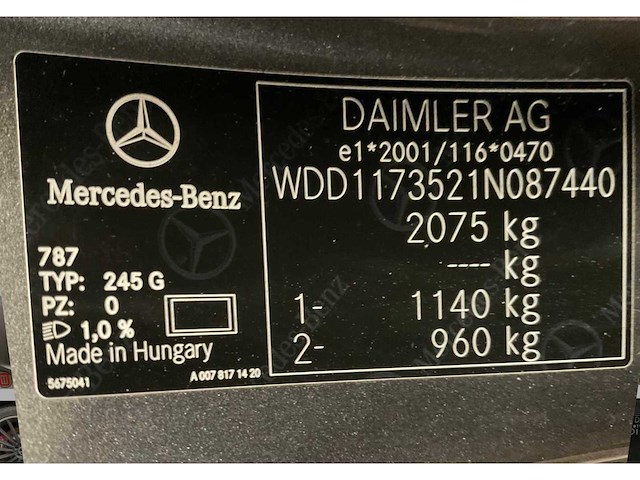 Mercedes-Benz
787
TYP: 245 G
PZ: 0
1,0 %
Made in Hungary
5675041
A 007 817 14 20
DAIMLER AG
e1*2001/116*0470
WDD1173521N087440
2075 kg
---- kg
1- 1140 kg
2- 960 kg